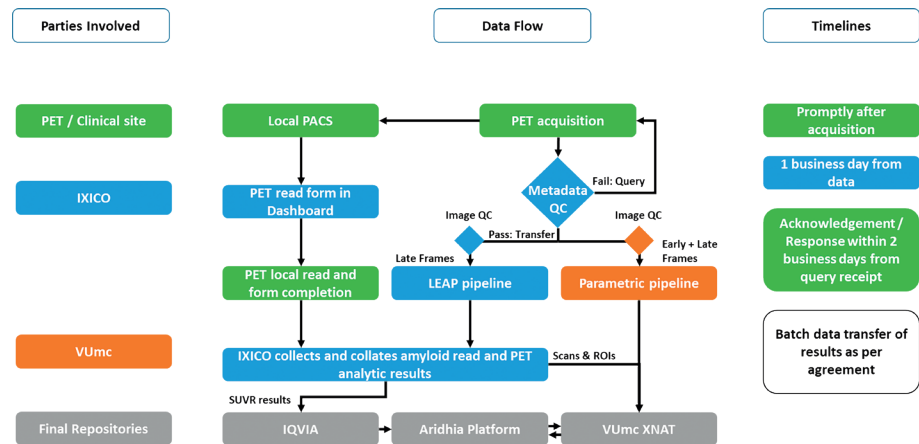 Parties Involved
Data Flow
Timelines
PET / Clinical site
Local PACS
PET acquisition
Promptly after
acquisition
IXICO
PET read form in
Dashboard
Metadata
QC
Fail: Query
1 business day from
data
Image QC
Image QC
Pass: Transfer
Late Frames
Early + Late
Frames
Acknowledgement /
Response within 2
business days from
query receipt
PET local read and
form completion
LEAP pipeline
Parametric pipeline
VUmc
IXICO collects and collates amyloid read and PET
analytic results
Scans & ROIs
Batch data transfer of
results as per
agreement
SUVR results
Final Repositories
IQVIA
Aridhia Platform
VUmc XNAT